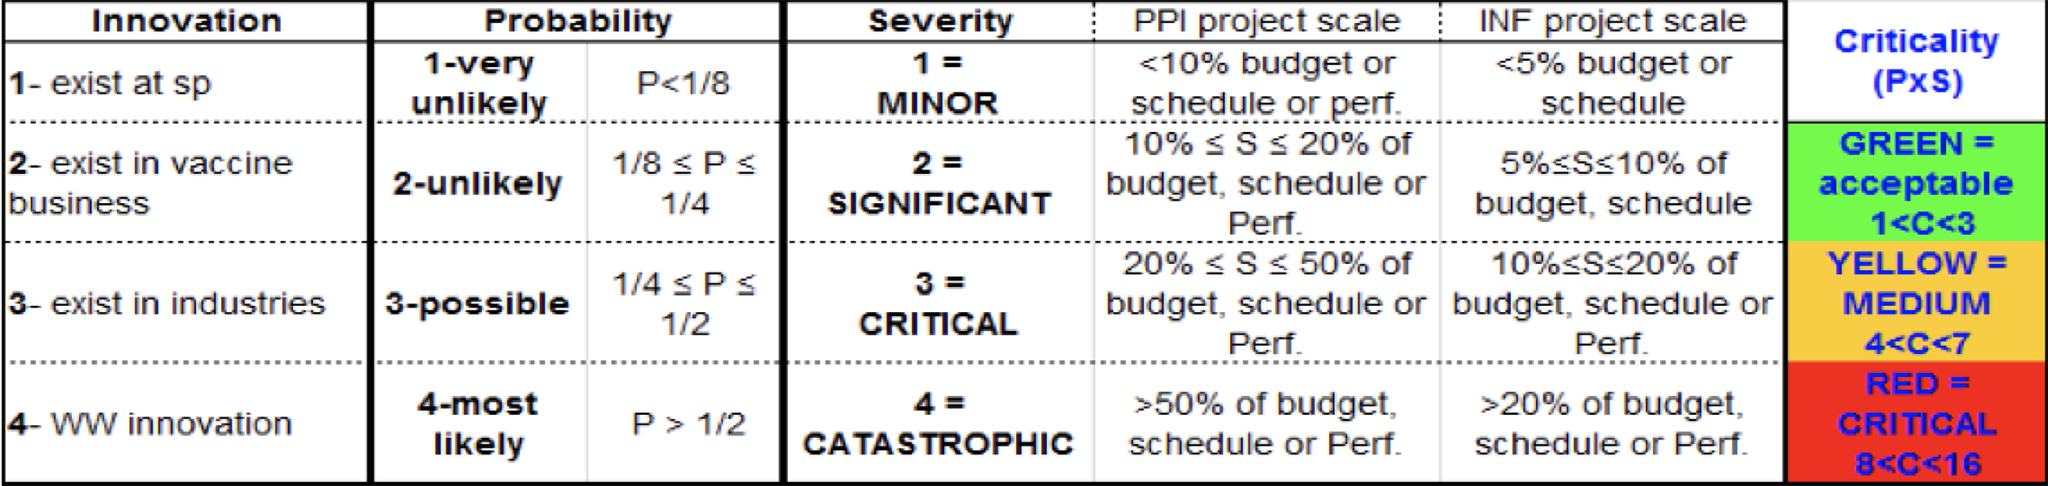 Innovation
Probability
Severity
PPI project scale
INF project scale
Criticality
(PxS)
1- exist at sp
1-very
unlikely
P<1/8
1 =
MINOR
<10% budget or
schedule or perf.
<5% budget or
schedule
2- exist in vaccine
business
2-unlikely
1/8 ≤ P ≤
1/4
2 =
SIGNIFICANT
10% ≤ S ≤ 20% of
budget, schedule or
Perf.
5%≤S≤10% of
budget, schedule
GREEN =
acceptable
1<C<3
3- exist in industries
3-possible
1/4 ≤ P ≤
1/2
3 =
CRITICAL
20% ≤ S ≤ 50% of
budget, schedule or
Perf.
10%≤S≤20% of
budget, schedule or
Perf.
YELLOW =
MEDIUM
4<C<7
4- WW innovation
4-most
likely
P > 1/2
4 =
CATASTROPHIC
>50% of budget,
schedule or Perf.
>20% of budget,
schedule or Perf.
RED =
CRITICAL
8<C<16